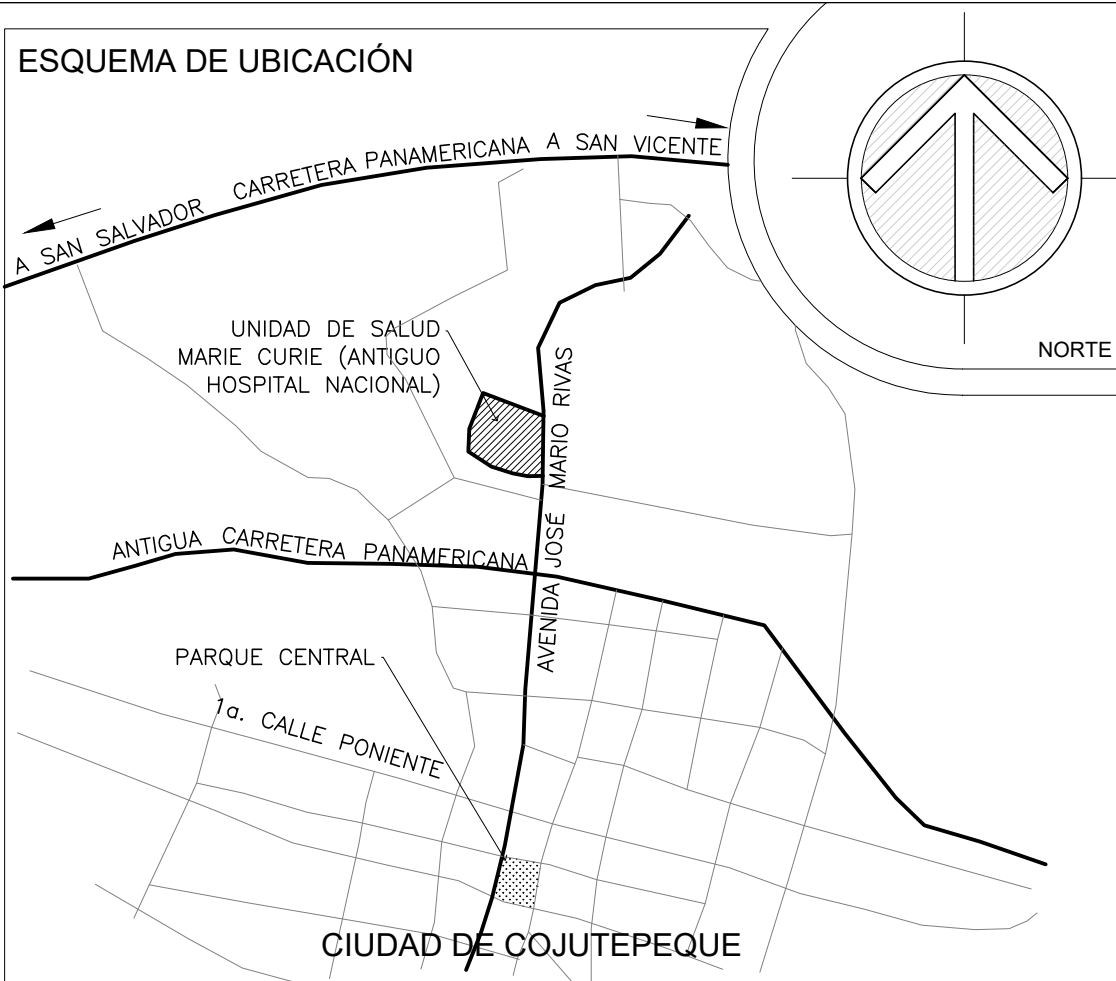 ESQUEMA DE UBICACIÓN
A SAN SALVADOR CARRETERA PANAMERICANA A SAN VICENTE
NORTE
UNIDAD DE SALUD
MARIE CURIE (ANTIGUO
HOSPITAL NACIONAL)
AVENIDA JOSÉ MARIO RIVAS
ANTIGUA CARRETERA PANAMERICANA
PARQUE CENTRAL
1a. CALLE PONIENTE
CIUDAD DE COJUTEPEQUE